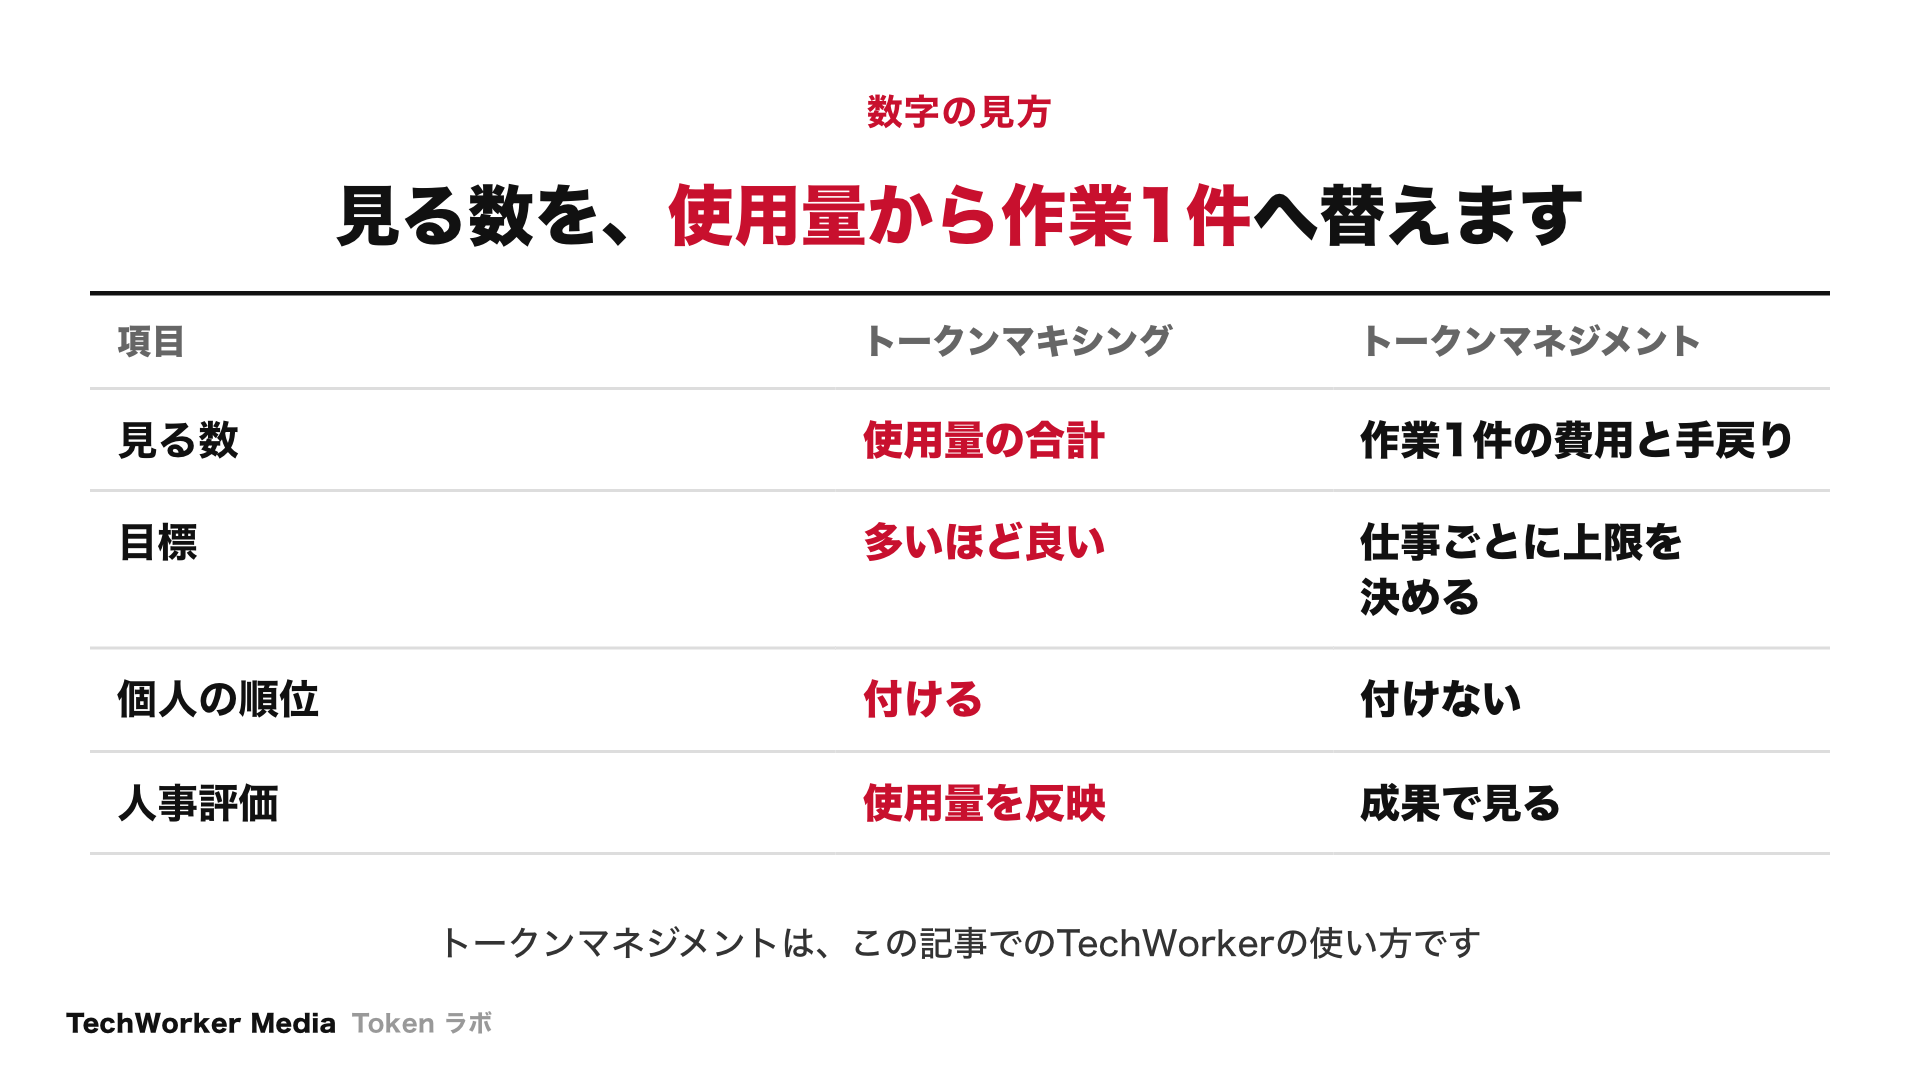 数字の見方
見る数を、使用量から作業1件へ替えます
項目 トークンマキシング トークンマネジメント
見る数 使用量の合計 作業1件の費用と手戻り
目標 多いほど良い 仕事ごとに上限を
決める
個人の順位 付ける 付けない
人事評価 使用量を反映 成果で見る
トークンマネジメントは、この記事でのTechWorkerの使い方です
TechWorker Media Token ラボ